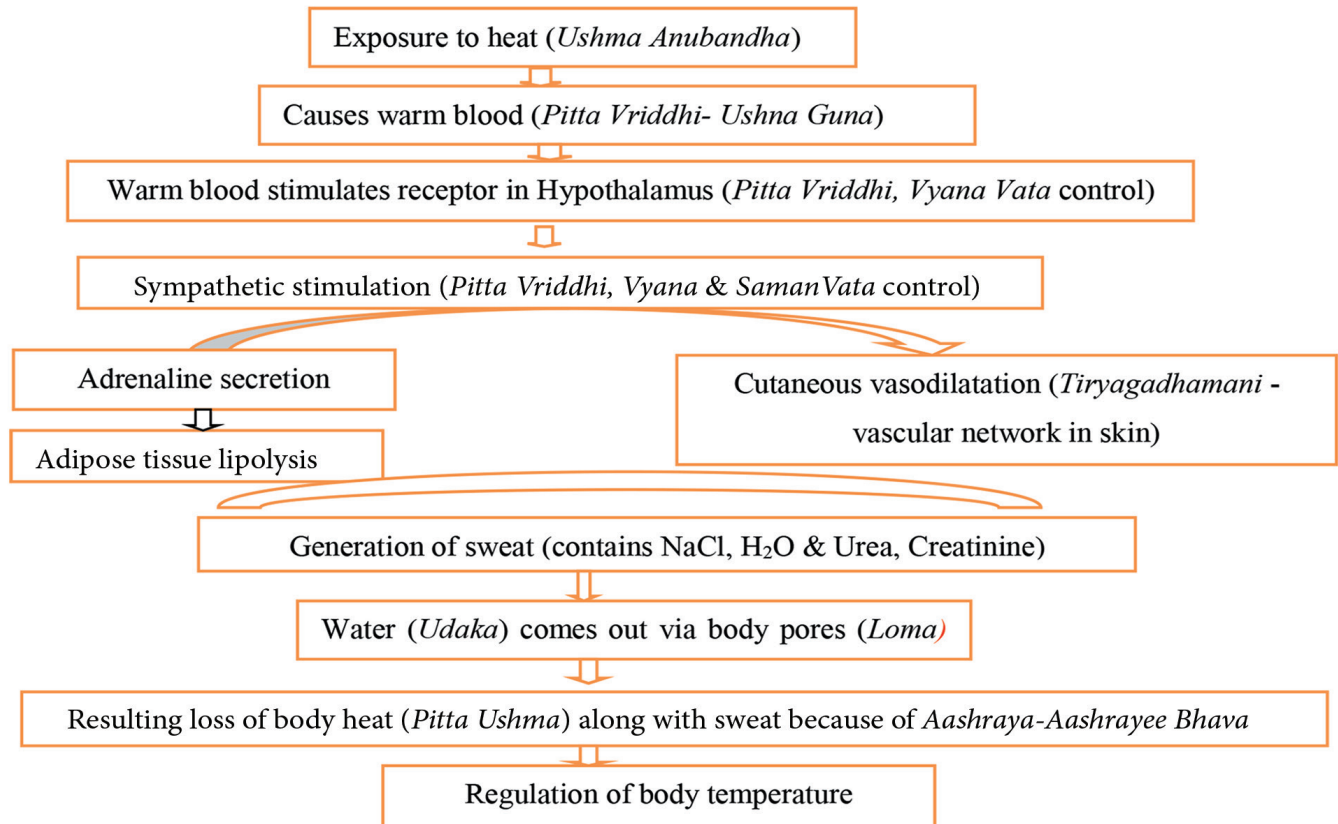 Exposure to heat (Ushma Anubandha)
Causes warm blood (Pitta Vriddhi- Ushna Guna)
Warm blood stimulates receptor in Hypothalamus (Pitta Vriddhi, Vyana Vata control)
Sympathetic stimulation (Pitta Vriddhi, Vyana & SamanVata control)
Adrenaline secretion
Adipose tissue lipolysis
Cutaneous vasodilatation (Tiryagadhamani -
vascular network in skin)
Generation of sweat (contains NaCl, H₂O & Urea, Creatinine)
Water (Udaka) comes out via body pores (Loma)
Resulting loss of body heat (Pitta Ushma) along with sweat because of Aashraya-Aashrayee Bhava
Regulation of body temperature